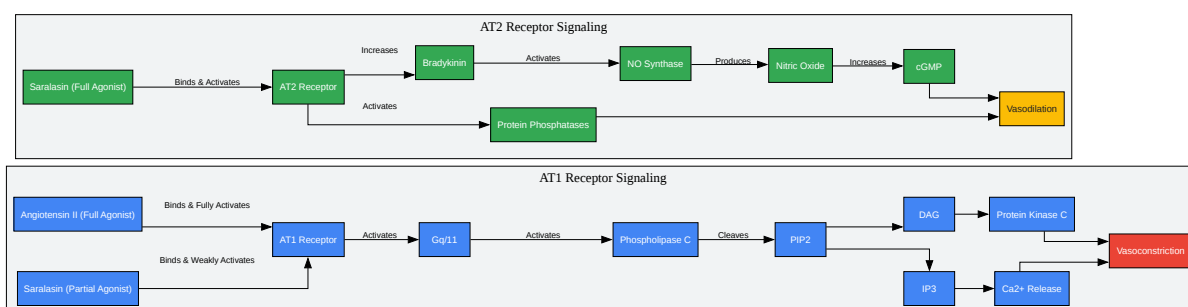 AT2 Receptor Signaling
Increases
Bradykinin
Activates
NO Synthase
Produces
Nitric Oxide
Increases
cGMP
Saralasin (Full Agonist)
Binds & Activates
AT2 Receptor
Activates
Protein Phosphatases
Vasodilation
AT1 Receptor Signaling
Angiotensin II (Full Agonist)
Binds & Fully Activates
AT1 Receptor
Activates
Gq/11
Activates
Phospholipase C
Cleaves
PIP2
DAG
Protein Kinase C
Vasoconstriction
Binds & Weakly Activates
Saralasin (Partial Agonist)
IP3
Ca2+ Release